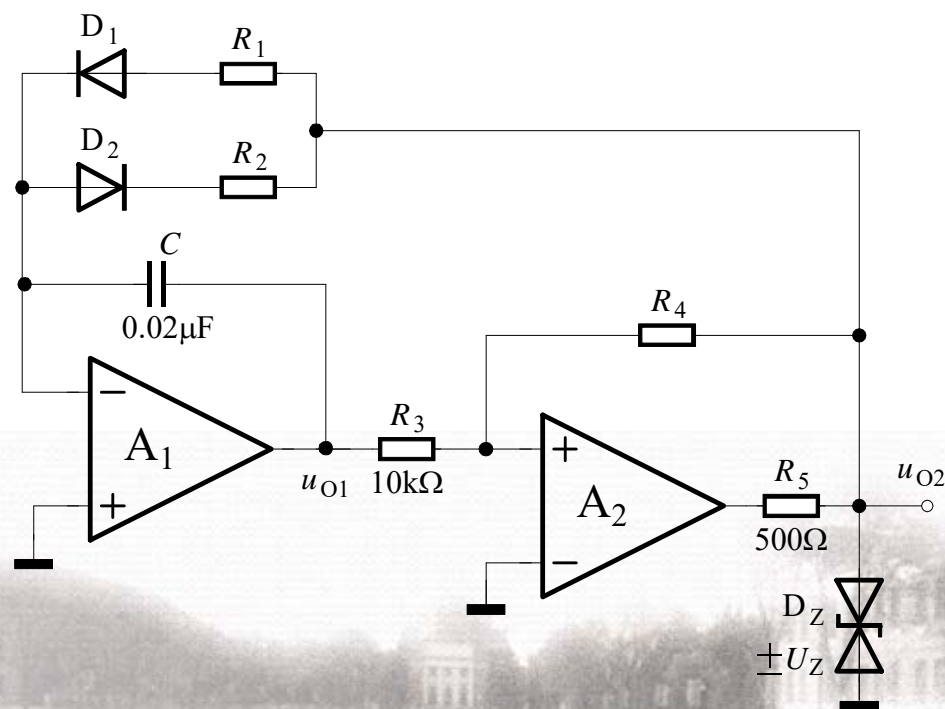 D1
R1
D2
R2
C
0.02μF
R4
A1
− 
+
uO1
R3
10kΩ
A2
+
−
R5
500Ω
uO2
DZ
±UZ